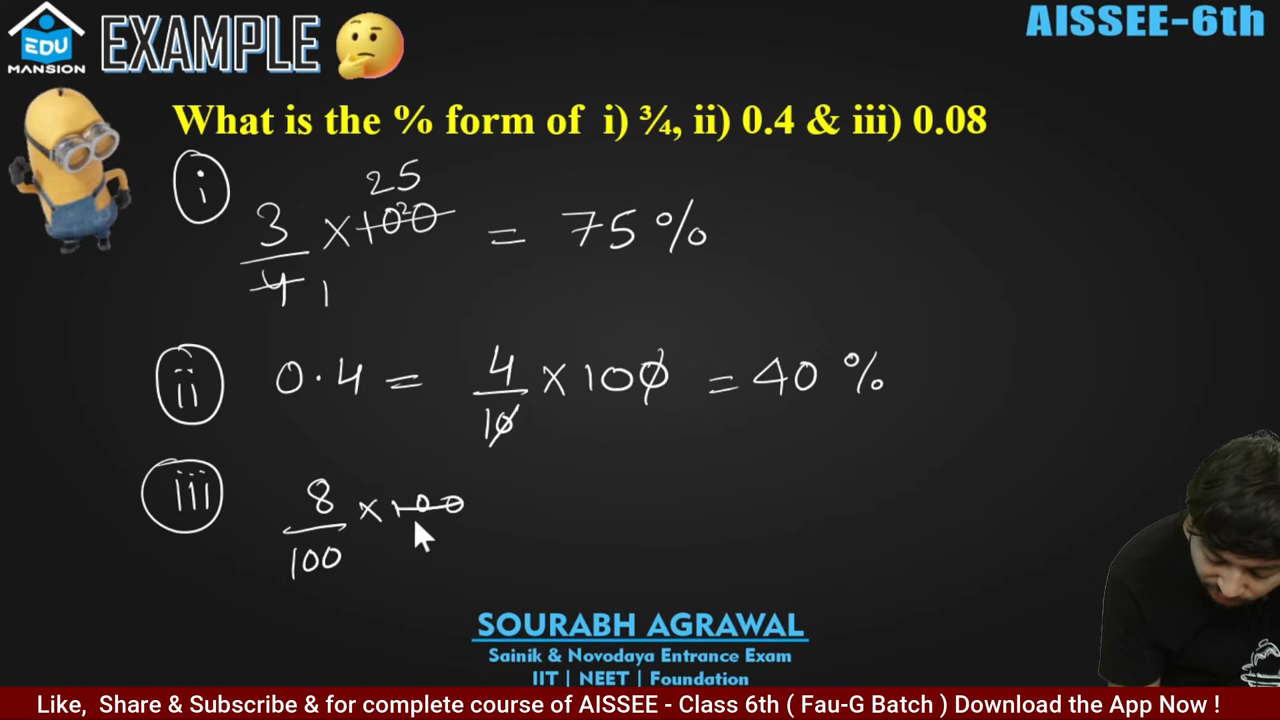 EDU
MANSION
EXAMPLE
AISSEE-6th
What is the % form of i) ¾, ii) 0.4 & iii) 0.08
i
25
3/4 × 100 = 75%
20
1
ii 0.4 = 4/10 × 100 = 40 %
iii 8/100 × 100
SOURABH AGRAWAL
Sainik & Novodaya Entrance Exam
IIT | NEET | Foundation
Like, Share & Subscribe & for complete course of AISSEE - Class 6th ( Fau-G Batch ) Download the App Now !